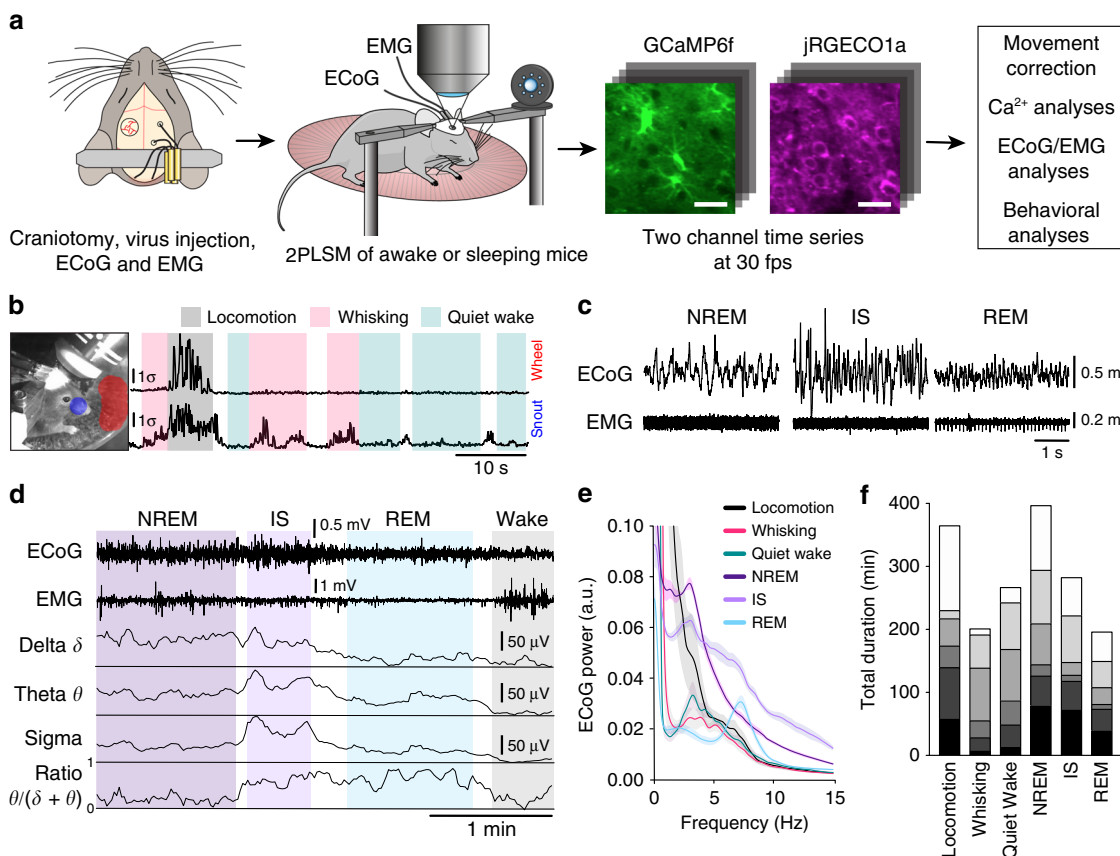 a
Craniotomy, virus injection,
ECoG and EMG
EMG
ECoG
2PLSM of awake or sleeping mice
GCaMP6f
jRGECO1a
Two channel time series
at 30 fps
Movement
correction
Ca²⁺ analyses
ECoG/EMG
analyses
Behavioral
analyses
b
Locomotion
Whisking
Quiet wake
1σ
1σ
Wheel
Snout
10 s
c
NREM
IS
REM
ECoG
EMG
0.5 m
0.2 m
1 s
d
NREM
IS
REM
Wake
0.5 mV
1 mV
ECoG
EMG
Delta δ
50 μV
Theta θ
50 μV
Sigma
50 μV
Ratio
θ/(δ + θ)
1
0
1 min
e
Locomotion
Whisking
Quiet wake
NREM
IS
REM
ECoG power (a.u.)
0.10
0.08
0.06
0.04
0.02
0.00
0
5
10
15
Frequency (Hz)
f
Total duration (min)
400
300
200
100
0
Locomotion
Whisking
Quiet Wake
NREM
IS
REM